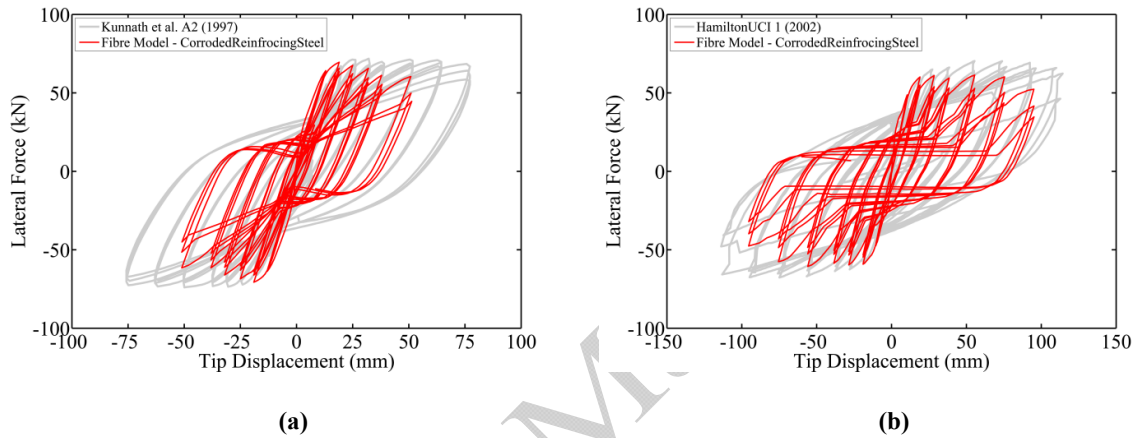 Kunnath et al. A2 (1997)
Fibre Model - CorrodedReinfrocingSteel
100
50
0
-50
-100
Lateral Force (kN)
-100 -75 -50 -25 0 25 50 75 100
Tip Displacement (mm)
(a)
HamiltonUCI 1 (2002)
Fibre Model - CorrodedReinfrocingSteel
100
50
0
-50
-100
Lateral Force (kN)
-150 -100 -50 0 50 100 150
Tip Displacement (mm)
(b)